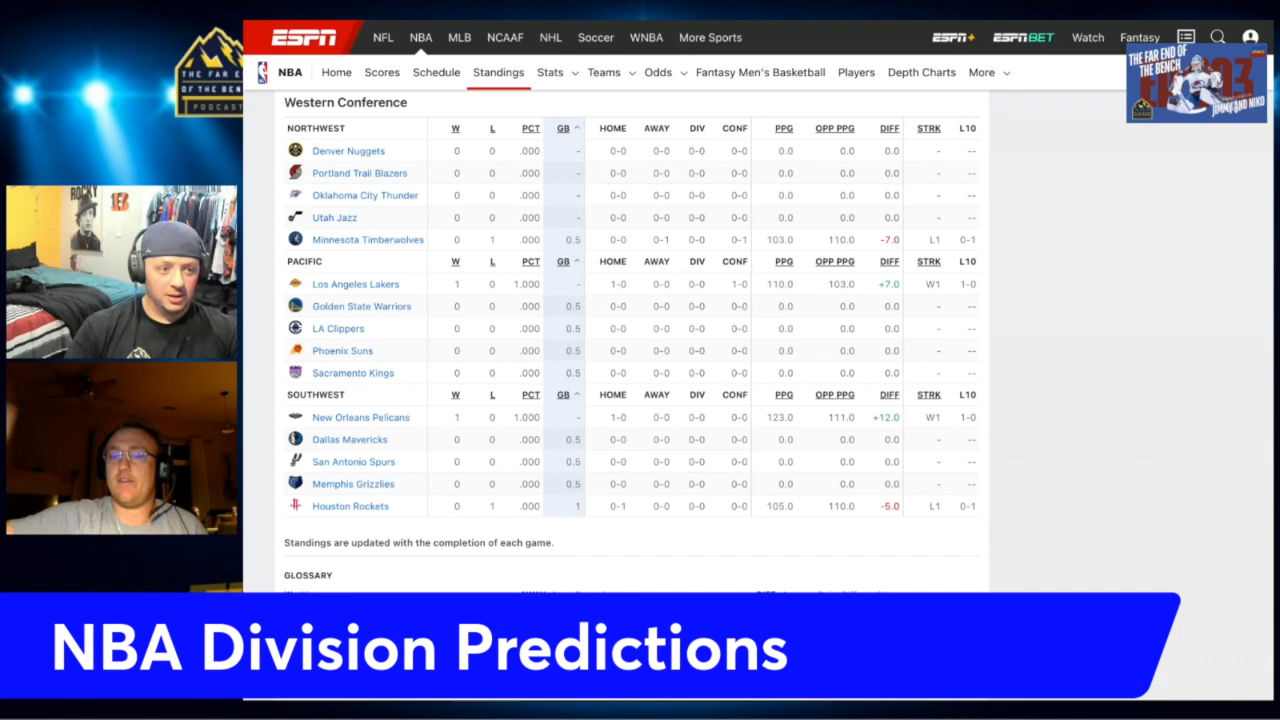 THE FAR E
OF THE BEN
PODCAST
ESPN NFL NBA MLB NCAAF NHL Soccer WNBA More Sports ESPN+ ESPN BET Watch Fantasy
NBA Home Scores Schedule Standings Stats Teams Odds Fantasy Men's Basketball Players Depth Charts More
THE FAR END OF
THE BENCH
JIMMY AND NIKO
ROCKY
Western Conference
NORTHWEST W L PCT GB HOME AWAY DIV CONF PPG OPP PPG DIFF STRK L10
Denver Nuggets 0 0 .000 - 0-0 0-0 0-0 0-0 0.0 0.0 0.0 - --
Portland Trail Blazers 0 0 .000 - 0-0 0-0 0-0 0-0 0.0 0.0 0.0 - --
Oklahoma City Thunder 0 0 .000 - 0-0 0-0 0-0 0-0 0.0 0.0 0.0 - --
Utah Jazz 0 0 .000 - 0-0 0-0 0-0 0-0 0.0 0.0 0.0 - --
Minnesota Timberwolves 0 1 .000 0.5 0-0 0-1 0-0 0-1 103.0 110.0 -7.0 L1 0-1
PACIFIC W L PCT GB HOME AWAY DIV CONF PPG OPP PPG DIFF STRK L10
Los Angeles Lakers 1 0 1.000 - 1-0 0-0 0-0 1-0 110.0 103.0 +7.0 W1 1-0
Golden State Warriors 0 0 .000 0.5 0-0 0-0 0-0 0-0 0.0 0.0 0.0 - --
LA Clippers 0 0 .000 0.5 0-0 0-0 0-0 0-0 0.0 0.0 0.0 - --
Phoenix Suns 0 0 .000 0.5 0-0 0-0 0-0 0-0 0.0 0.0 0.0 - --
Sacramento Kings 0 0 .000 0.5 0-0 0-0 0-0 0-0 0.0 0.0 0.0 - --
SOUTHWEST W L PCT GB HOME AWAY DIV CONF PPG OPP PPG DIFF STRK L10
New Orleans Pelicans 1 0 1.000 - 1-0 0-0 0-0 0-0 123.0 111.0 +12.0 W1 1-0
Dallas Mavericks 0 0 .000 0.5 0-0 0-0 0-0 0-0 0.0 0.0 0.0 - --
San Antonio Spurs 0 0 .000 0.5 0-0 0-0 0-0 0-0 0.0 0.0 0.0 - --
Memphis Grizzlies 0 0 .000 0.5 0-0 0-0 0-0 0-0 0.0 0.0 0.0 - --
Houston Rockets 0 1 .000 1 0-1 0-0 0-0 0-0 105.0 110.0 -5.0 L1 0-1
Standings are updated with the completion of each game.
GLOSSARY
NBA Division Predictions